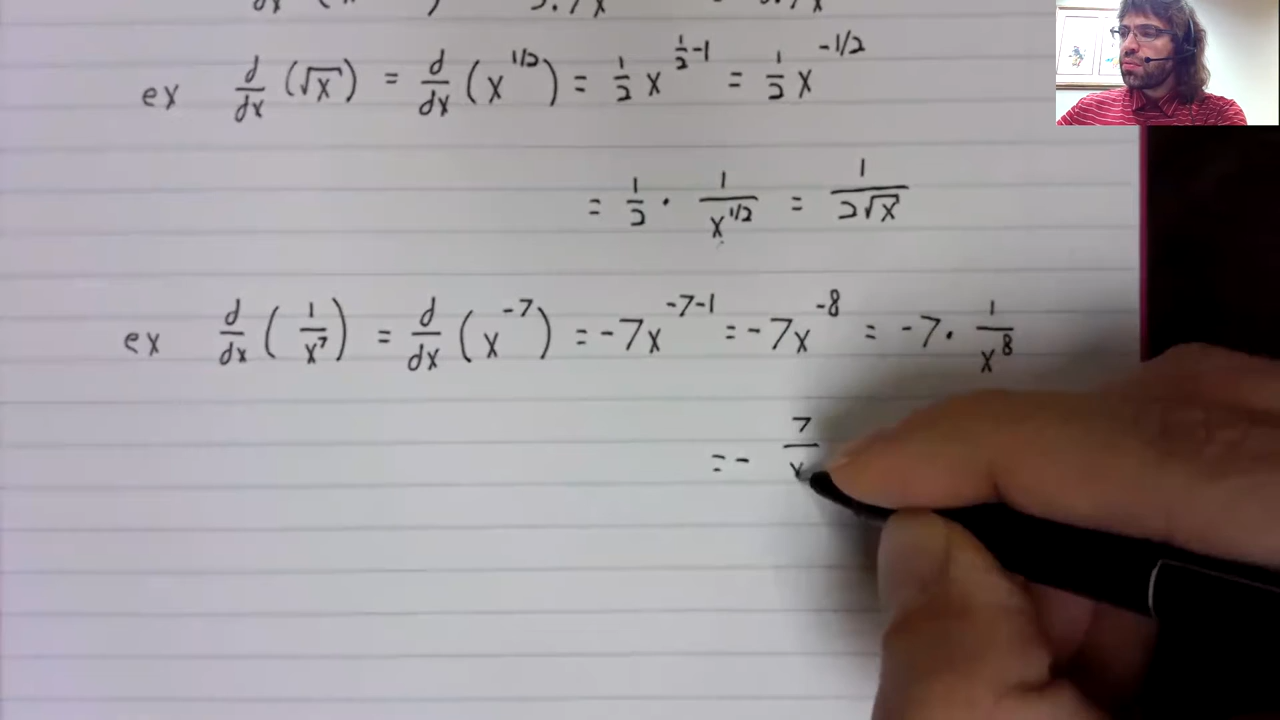 ex d/dx (√x) = d/dx (x^1/2) = 1/2 x^1/2-1 = 1/2 x^-1/2
= 1/2 · 1/x^1/2 = 1/2√x
ex d/dx (1/x^7) = d/dx (x^-7) = -7x^-7-1 = -7x^-8 = -7 · 1/x^8
= - 7/x